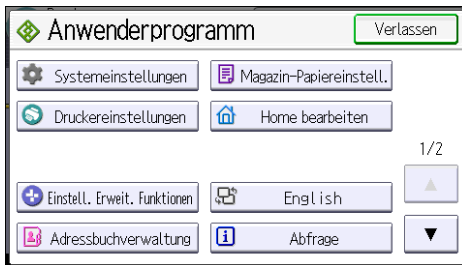 Anwenderprogramm
Verlassen
Systemeinstellungen
Magazin-Papiereinstell.
Druckereinstellungen
Home bearbeiten
1/2
Einstell. Erweit. Funktionen
English
Adressbuchverwaltung
Abfrage